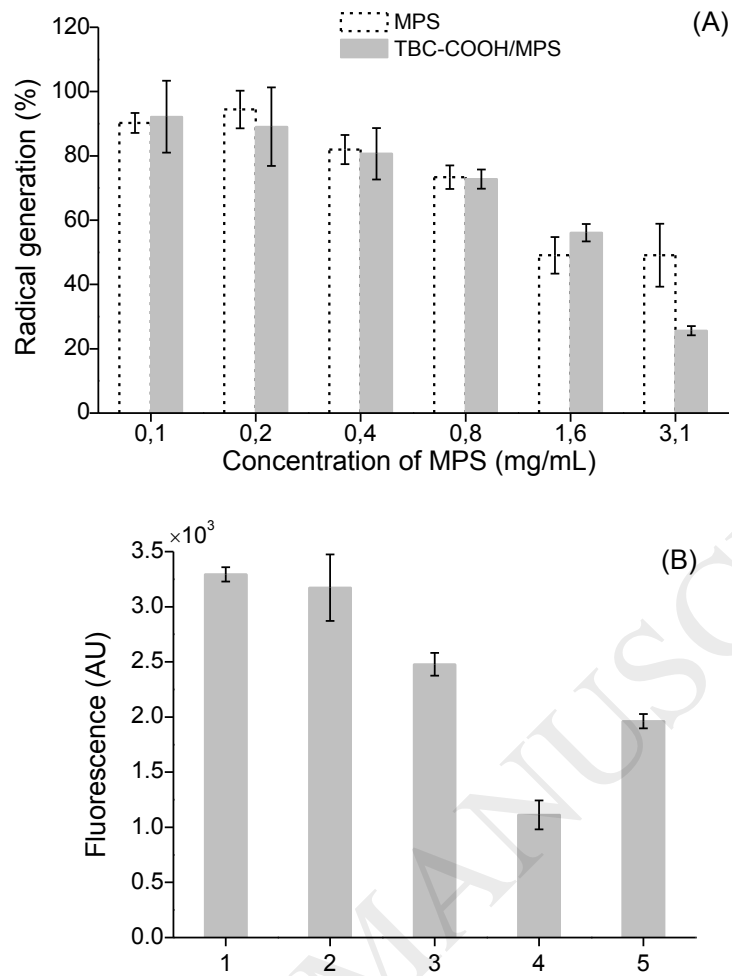 (A)
MPS
TBC-COOH/MPS
Radical generation (%)
120
100
80
60
40
20
0
0,1 0,2 0,4 0,8 1,6 3,1
Concentration of MPS (mg/mL)
(B)
×10³
Fluorescence (AU)
3.5
3.0
2.5
2.0
1.5
1.0
0.5
0.0
1 2 3 4 5
MANUSC